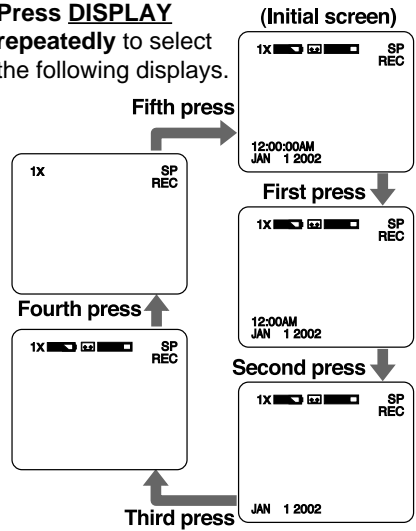 Press DISPLAY
repeatedly to select
the following displays.
(Initial screen)
1X SP
REC
12:00:00AM
JAN 1 2002
Fifth press
First press
1X SP
REC
1X SP
REC
12:00AM
JAN 1 2002
Fourth press
Second press
1X SP
REC
1X SP
REC
JAN 1 2002
Third press